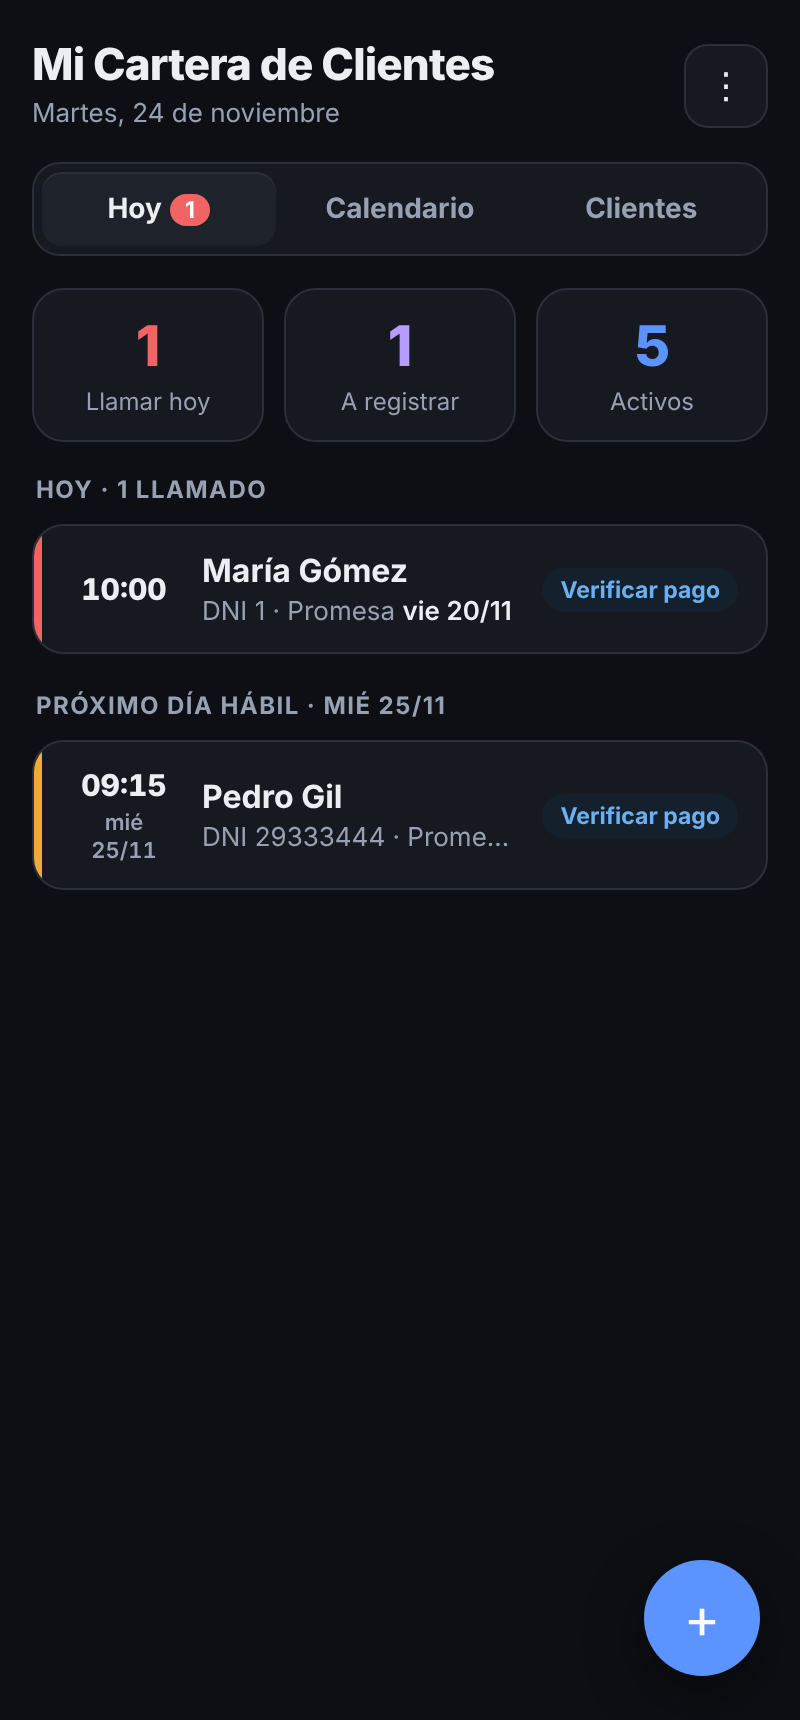 Mi Cartera de Clientes
Martes, 24 de noviembre
⋮
Hoy 1
Calendario
Clientes
1
Llamar hoy
1
A registrar
5
Activos
HOY · 1 LLAMADO
10:00
María Gómez
DNI 1 · Promesa vie 20/11
Verificar pago
PRÓXIMO DÍA HÁBIL · MIÉ 25/11
09:15
mié
25/11
Pedro Gil
DNI 29333444 · Prome...
Verificar pago
+